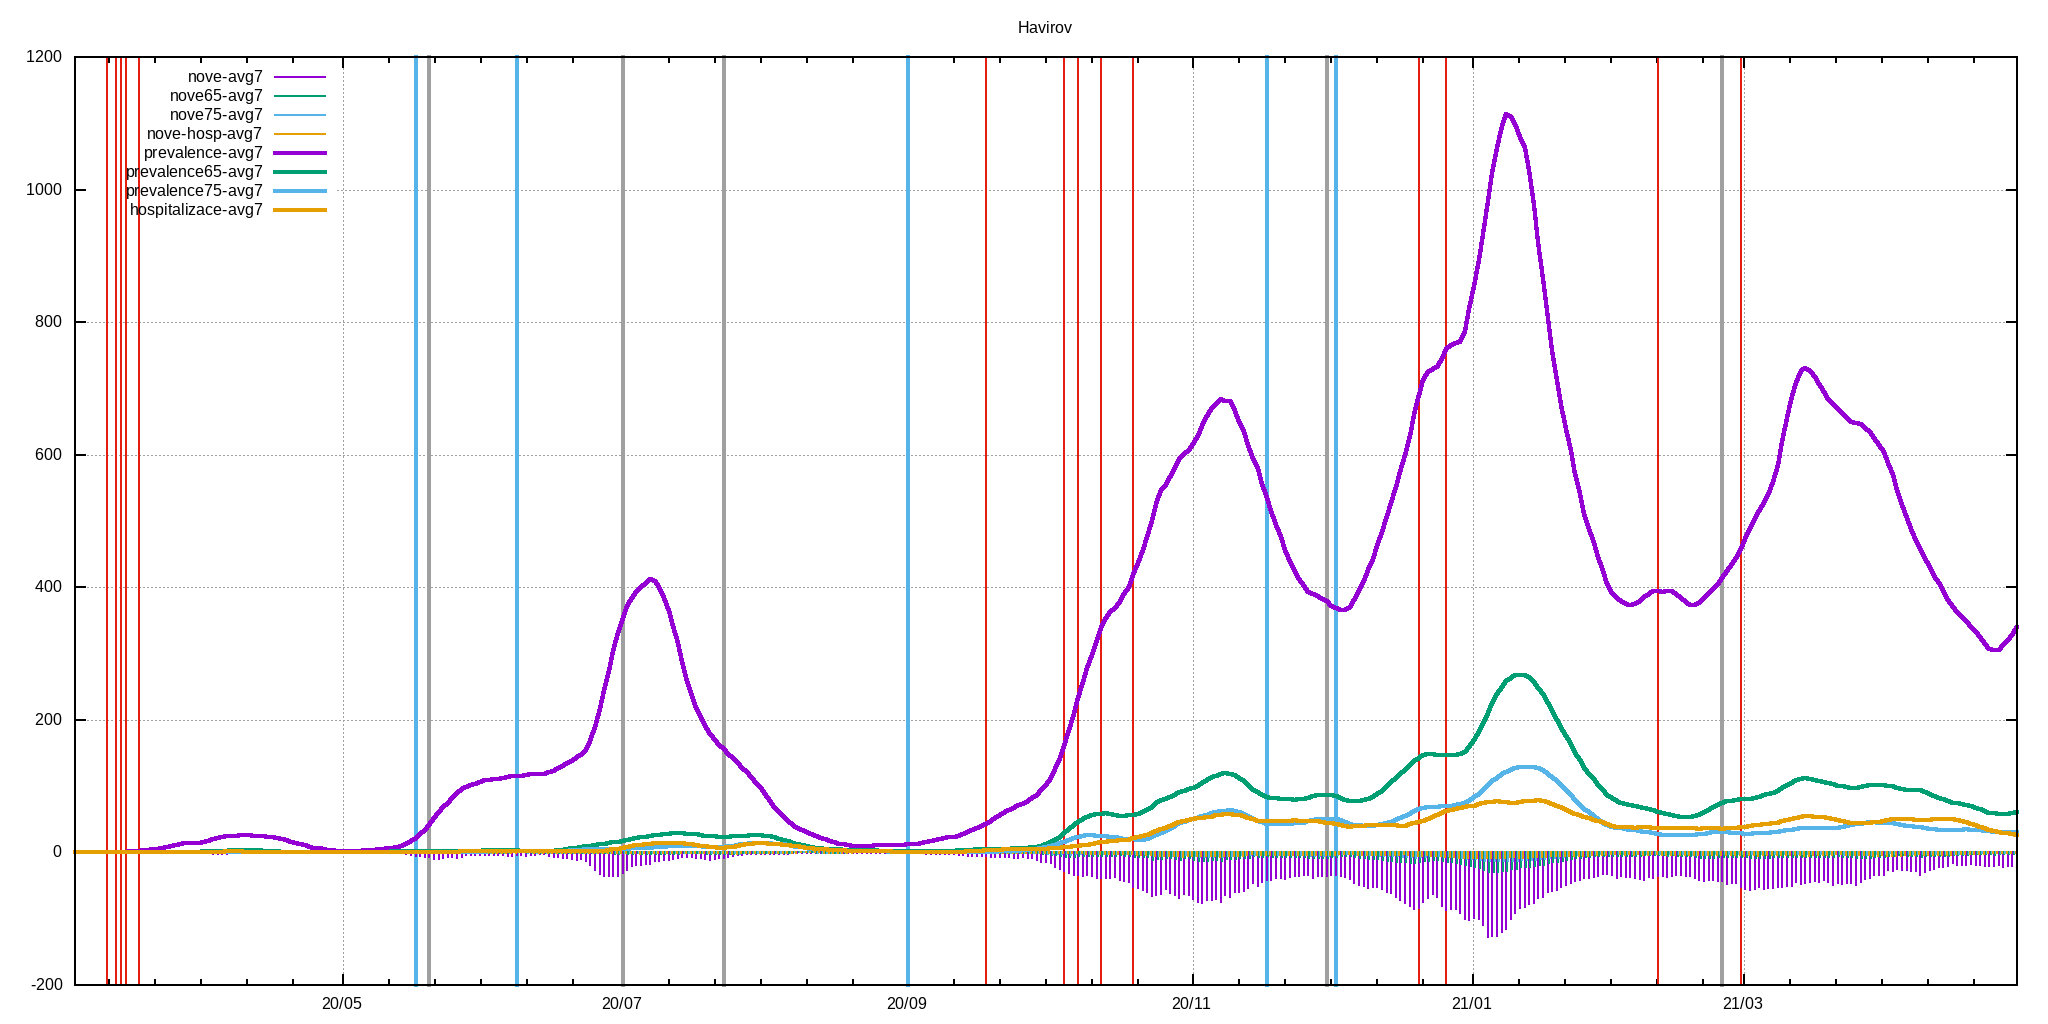 Havirov
1200
1000
800
600
400
200
0
-200
nove-avg7
nove65-avg7
nove75-avg7
nove-hosp-avg7
prevalence-avg7
prevalence65-avg7
prevalence75-avg7
hospitalizace-avg7
20/05 20/07 20/09 20/11 21/01 21/03